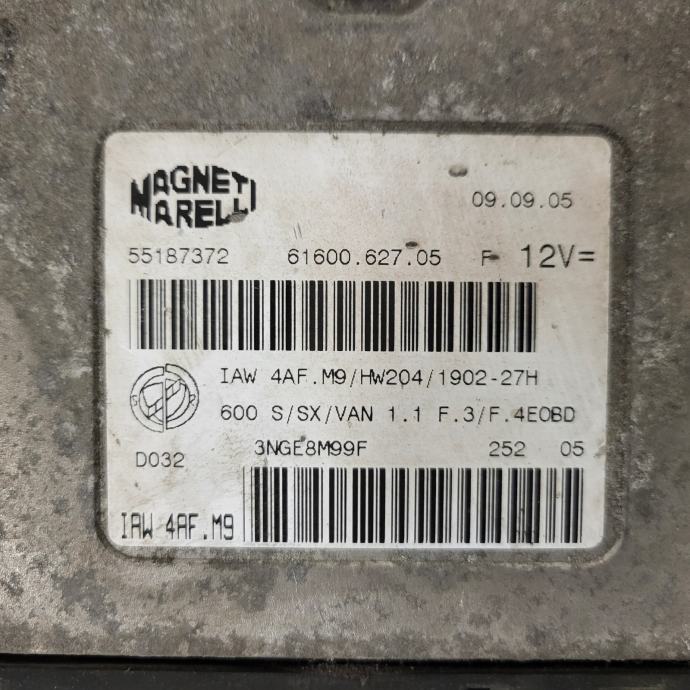 MAGNETI
MARELLI
09.09.05
55187372 61600.627.05 F 12V=
IAW 4AF.M9/HW204/1902-27H
600 S/SX/VAN 1.1 F.3/F.4EOBD
D032 3NGE8M99F 252 05
IAW 4AF.M9